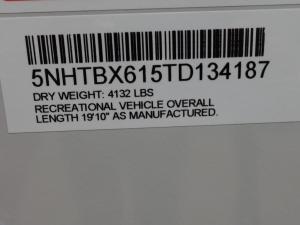 5NHTBX615TD134187
DRY WEIGHT: 4132 LBS
RECREATIONAL VEHICLE OVERALL
LENGTH 19'10" AS MANUFACTURED.